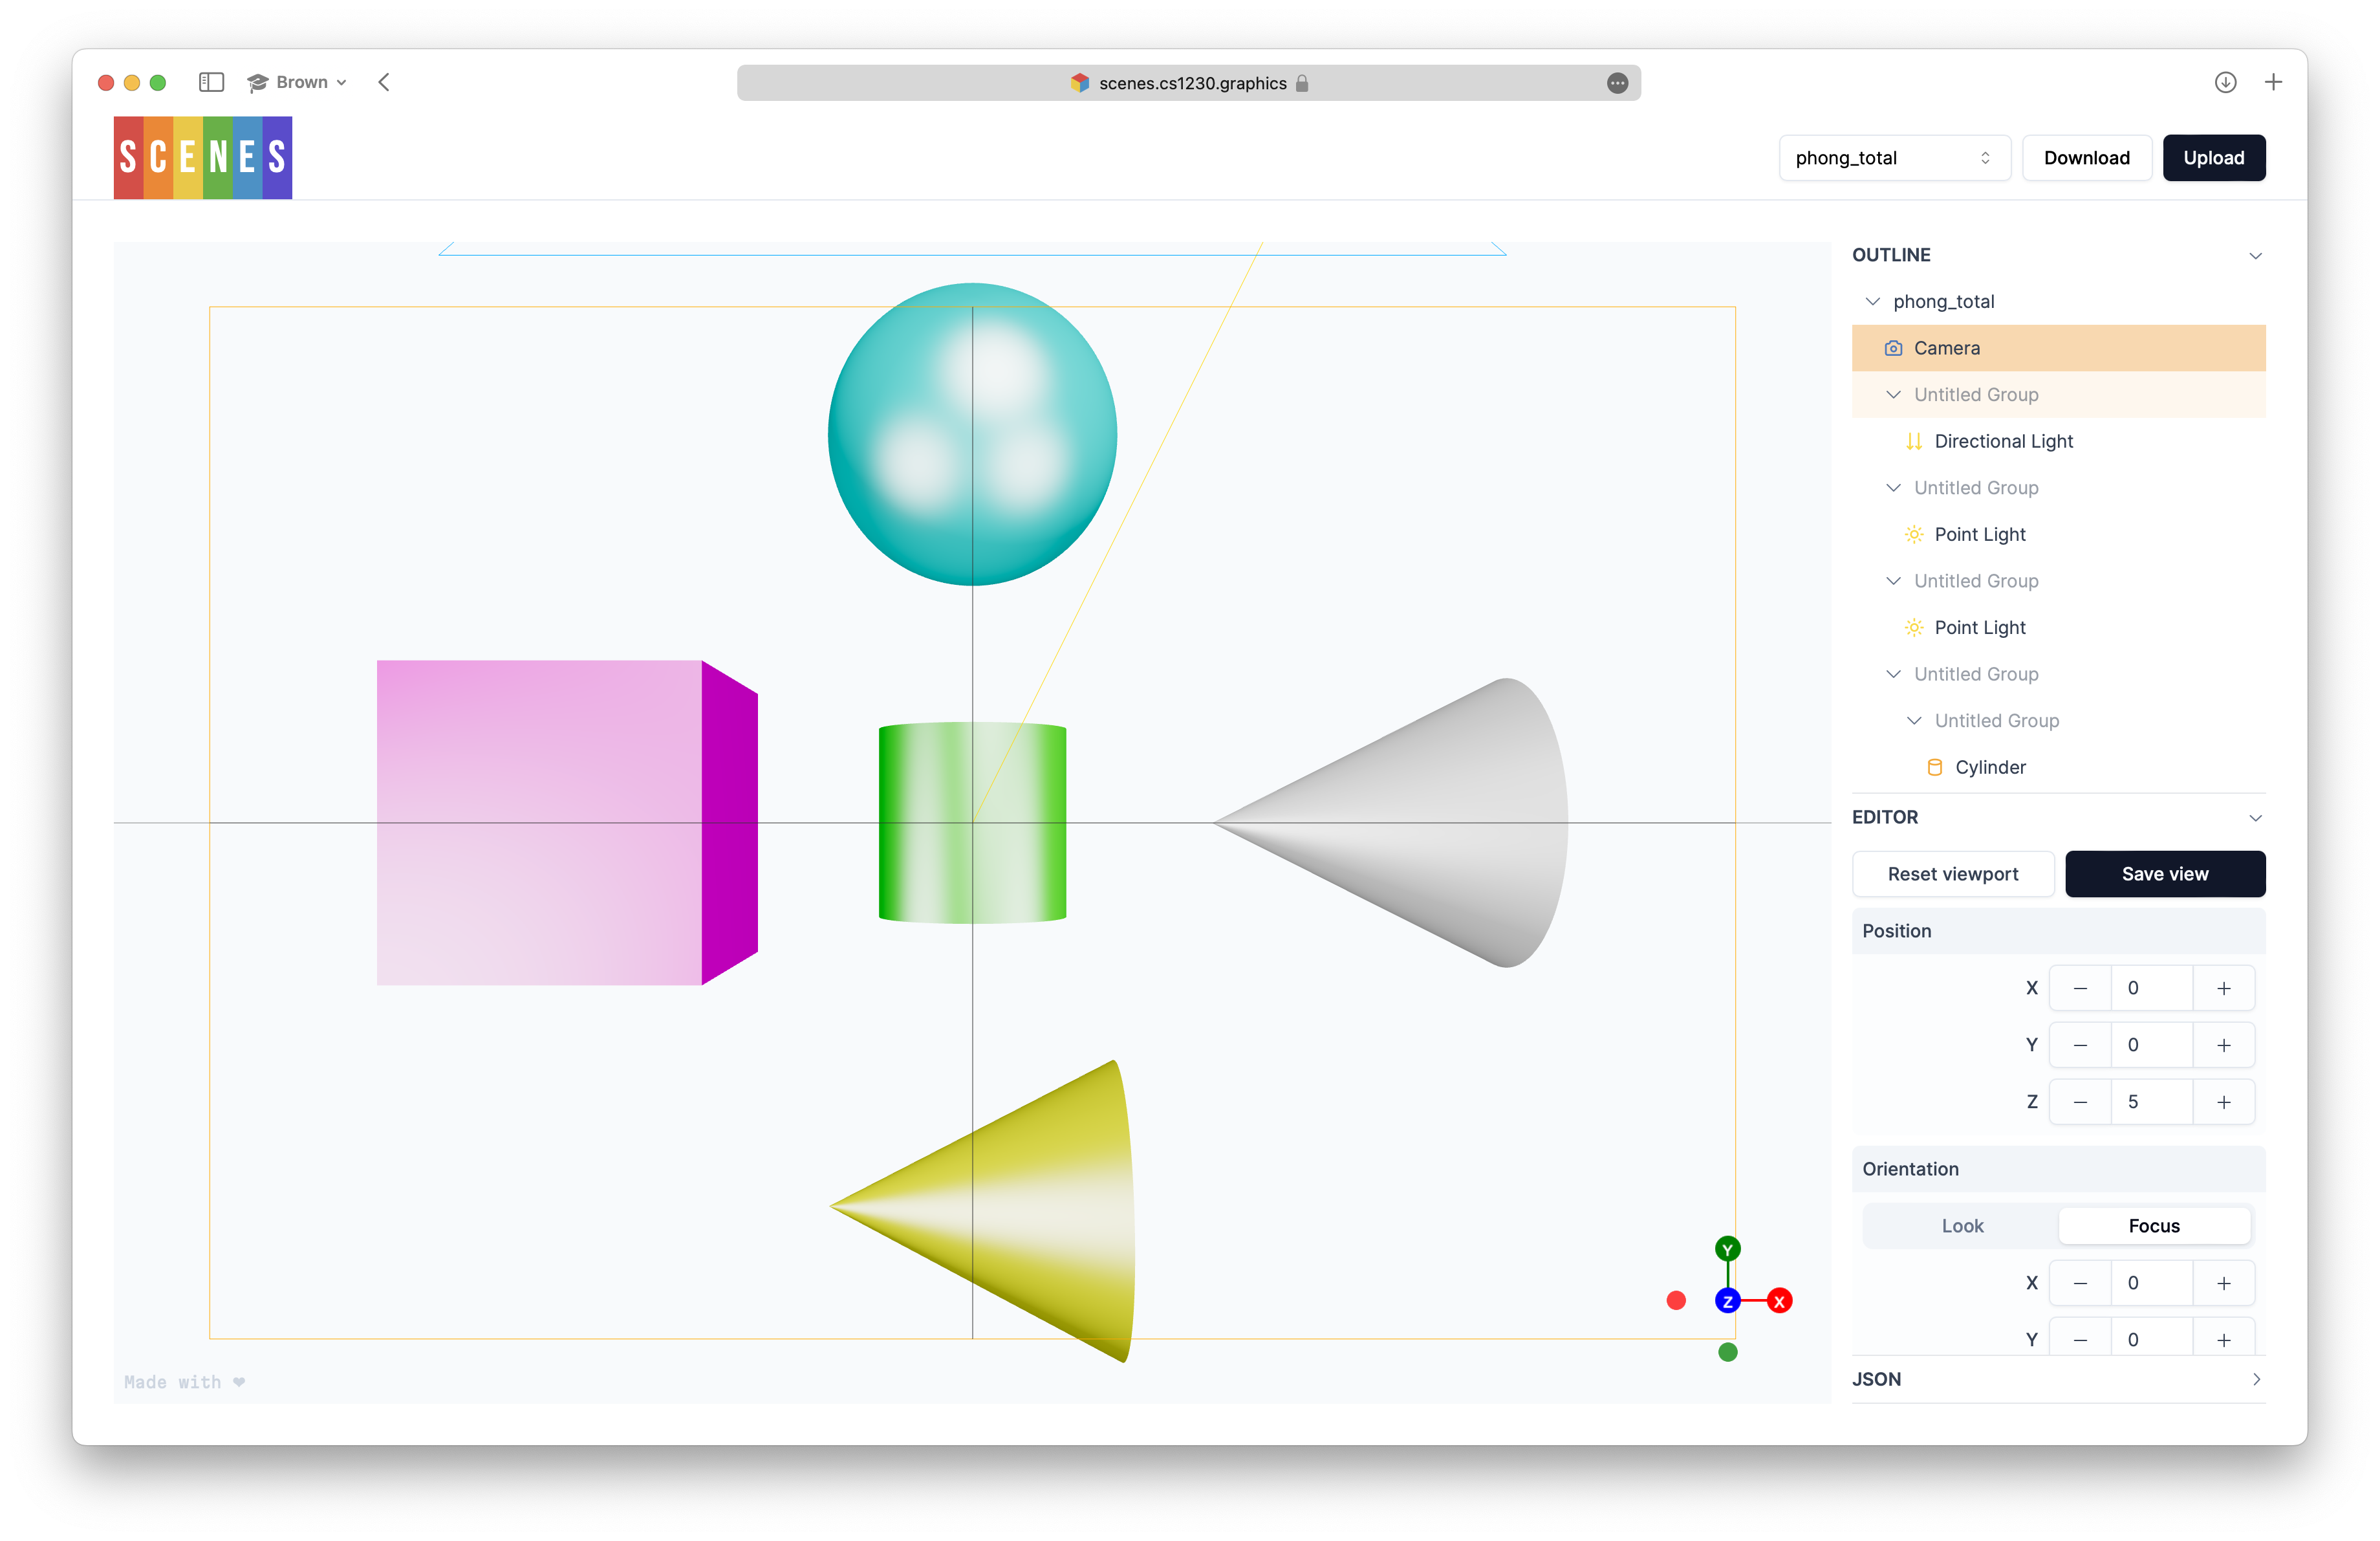 Brown
scenes.cs1230.graphics
SCENES
phong_total
Download
Upload
OUTLINE
phong_total
Camera
Untitled Group
Directional Light
Untitled Group
Point Light
Untitled Group
Point Light
Untitled Group
Untitled Group
Cylinder
EDITOR
Reset viewport
Save view
Position
X
0
Y
0
Z
5
Orientation
Look
Focus
X
0
Y
0
JSON
Y
Z
X
Made with ❤